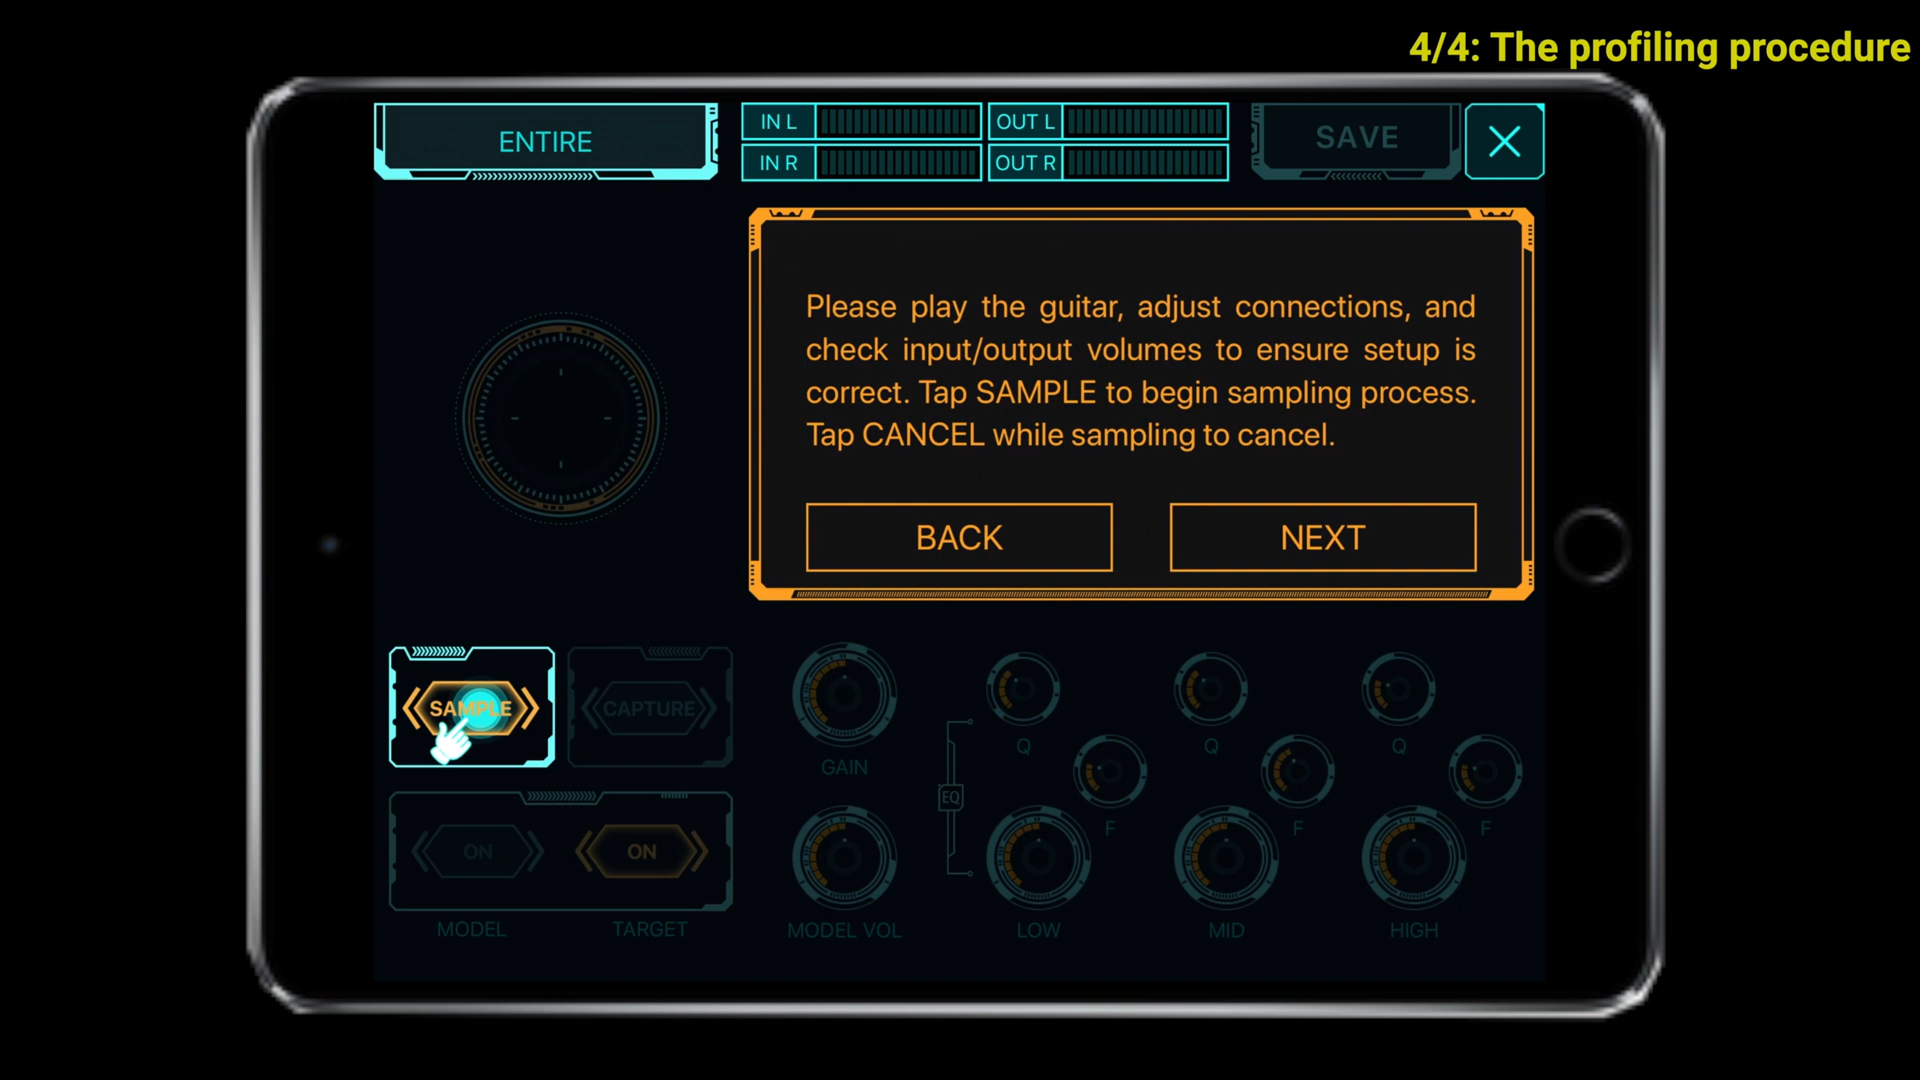 4/4: The profiling procedure
ENTIRE
IN L
OUT L
IN R
OUT R
SAVE
Please play the guitar, adjust connections, and
check input/output volumes to ensure setup is
correct. Tap SAMPLE to begin sampling process.
Tap CANCEL while sampling to cancel.
BACK
NEXT
SAMPLE
CAPTURE
GAIN
Q
Q
Q
EQ
F
F
F
ON
ON
MODEL
TARGET
MODEL VOL
LOW
MID
HIGH